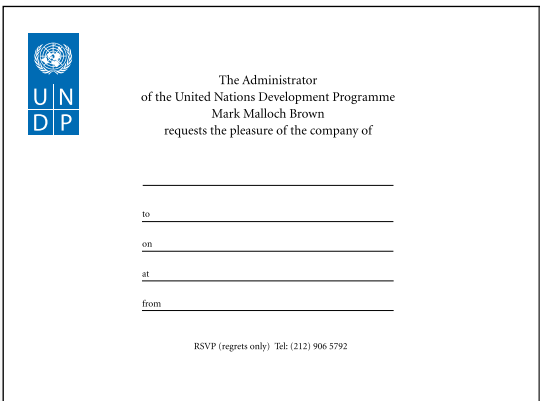 U N
D P
The Administrator
of the United Nations Development Programme
Mark Malloch Brown
requests the pleasure of the company of
to
on
at
from
RSVP (regrets only) Tel: (212) 906 5792